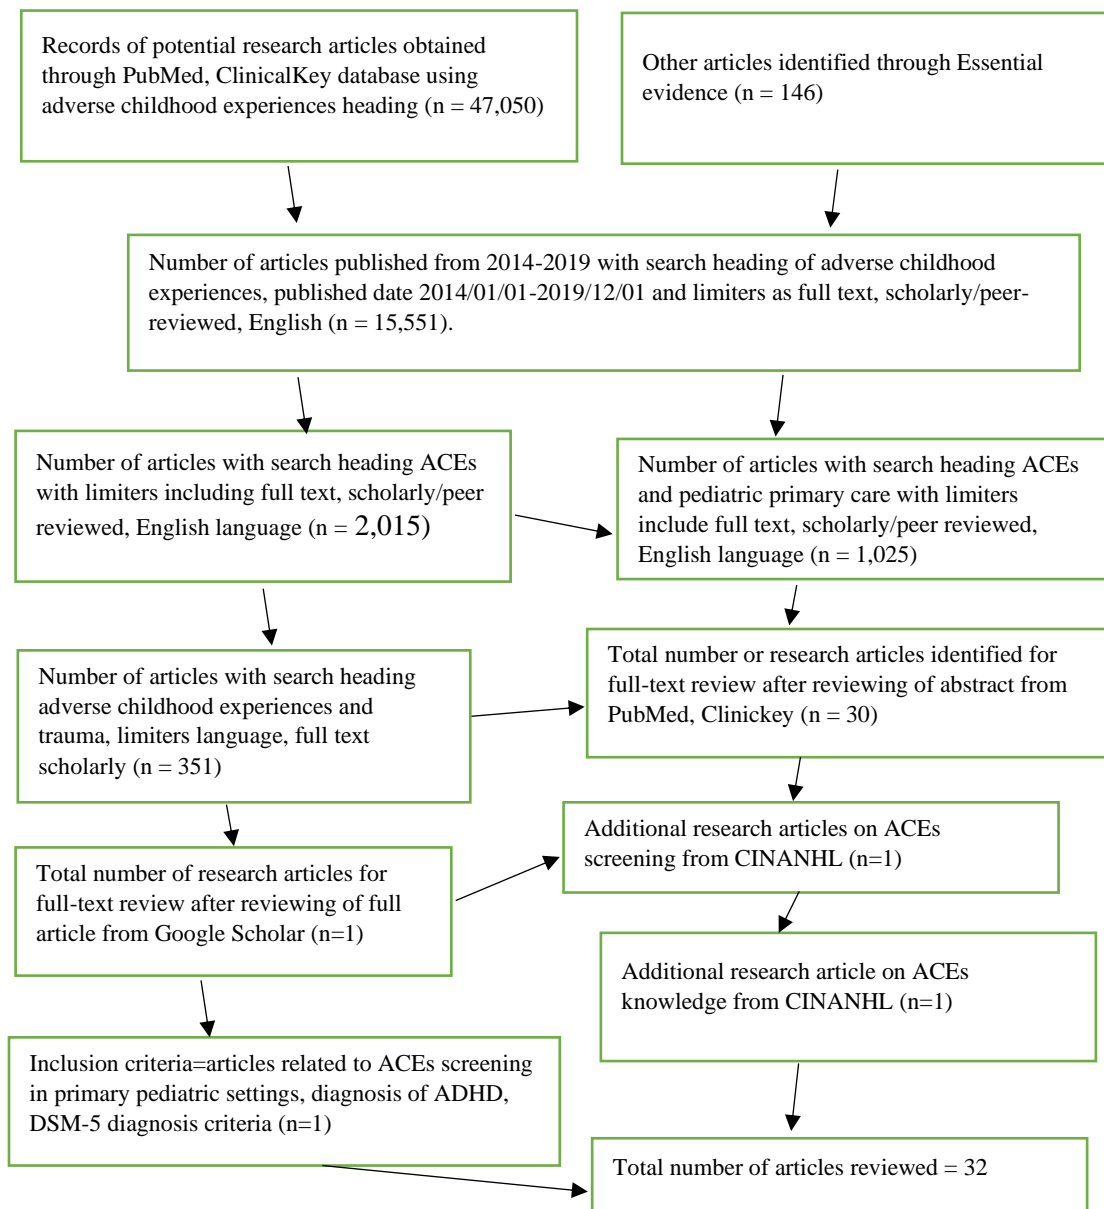 Records of potential research articles obtained
through PubMed, ClinicalKey database using
adverse childhood experiences heading (n = 47,050)
Other articles identified through Essential
evidence (n = 146)
Number of articles published from 2014-2019 with search heading of adverse childhood
experiences, published date 2014/01/01-2019/12/01 and limiters as full text, scholarly/peer-
reviewed, English (n = 15,551).
Number of articles with search heading ACEs
with limiters including full text, scholarly/peer
reviewed, English language (n = 2,015)
Number of articles with search heading ACEs
and pediatric primary care with limiters
include full text, scholarly/peer reviewed,
English language (n = 1,025)
Number of articles with search heading
adverse childhood experiences and
trauma, limiters language, full text
scholarly (n = 351)
Total number or research articles identified for
full-text review after reviewing of abstract from
PubMed, Clinickey (n = 30)
Total number of research articles for
full-text review after reviewing of full
article from Google Scholar (n=1)
Additional research articles on ACEs
screening from CINANHL (n=1)
Additional research article on ACEs
knowledge from CINANHL (n=1)
Inclusion criteria=articles related to ACEs screening
in primary pediatric settings, diagnosis of ADHD,
DSM-5 diagnosis criteria (n=1)
Total number of articles reviewed = 32